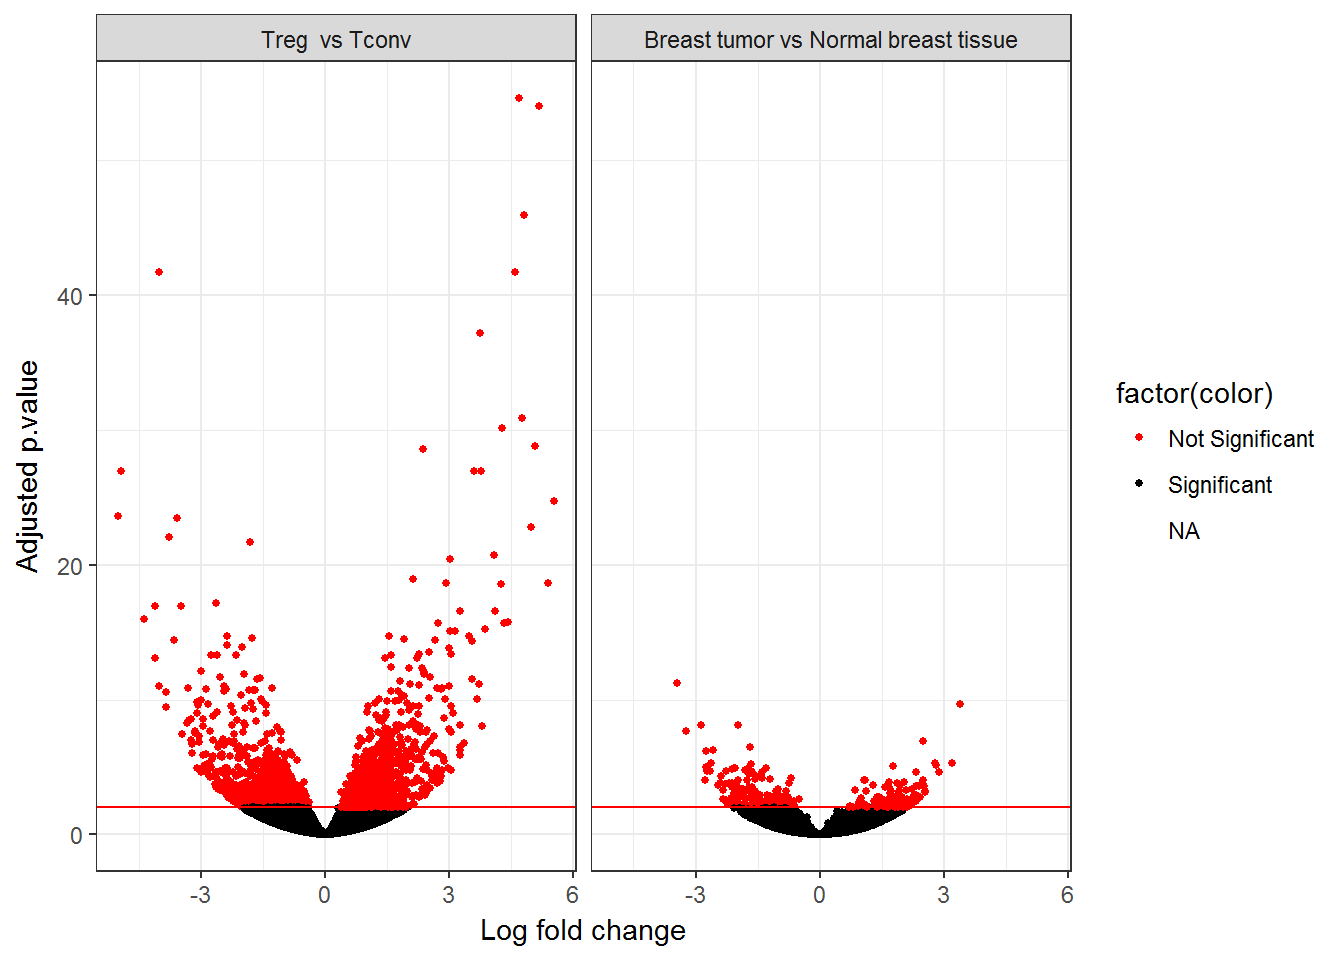 Treg  vs Tconv
Breast tumor vs Normal breast tissue
Adjusted p.value
40
20
0
-3 0 3 6
-3 0 3 6
Log fold change
factor(color)
Not Significant
Significant
NA